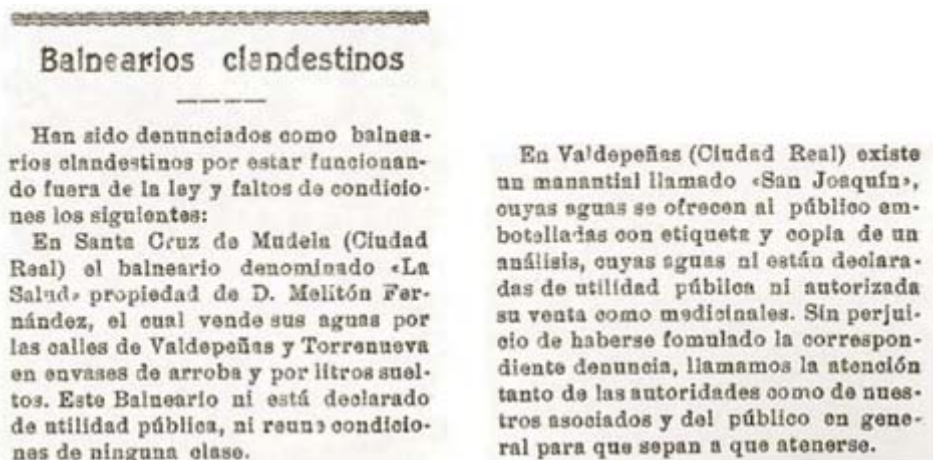 Balnearios clandestinos
Han sido denunciados como balnea-
rios clandestinos por estar funcionan-
do fuera de la ley y faltos de condicio-
nes los siguientes:
En Santa Cruz de Mudela (Ciudad
Real) el balneario denominado «La
Salud» propiedad de D. Melitón Fer-
nández, el cual vende sus aguas por
las calles de Valdepeñas y Torrenueva
en envases de arroba y por litros suel-
tos. Este Balneario ni está declarado
de utilidad pública, ni reune condicio-
nes de ninguna clase.
En Valdepeñas (Ciudad Real) existe
un manantial llamado «San Joaquín»,
cuyas aguas se ofrecen al público em-
botelladas con etiqueta y copia de un
análisis, cuyas aguas ni están declara-
das de utilidad pública ni autorizada
su venta como medicinales. Sin perjui-
cio de haberse fomulado la correspon-
diente denuncia, llamamos la atención
tanto de las autoridades como de nues-
tros asociados y del público en gene-
ral para que sepan a que atenerse.